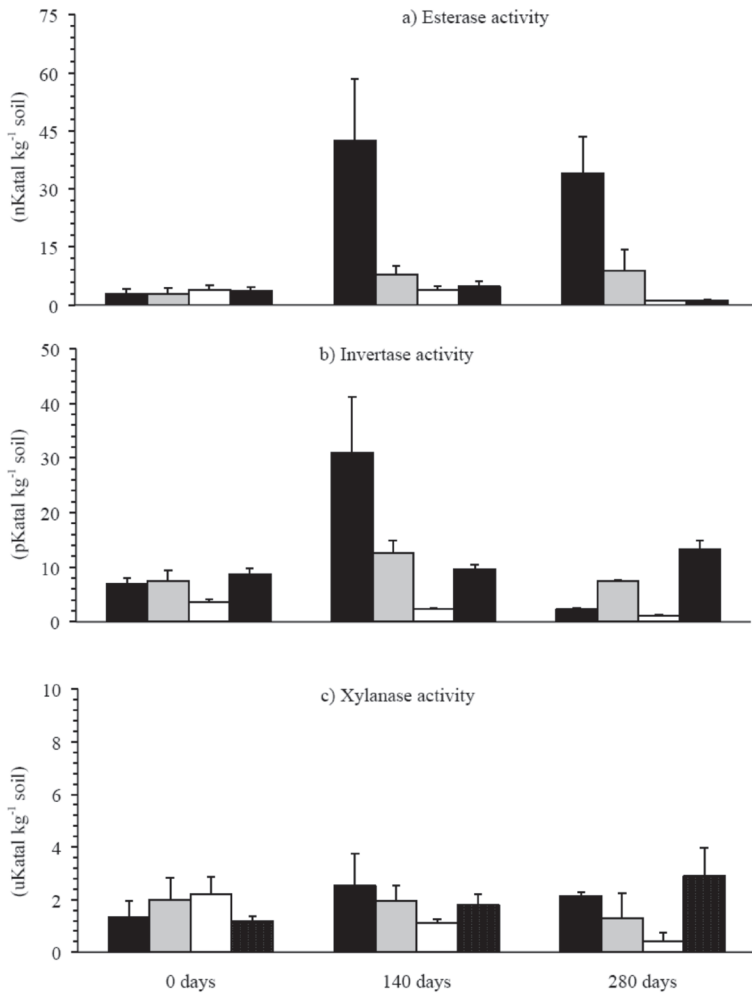 a) Esterase activity
75
60
45
30
15
0
(nKatal kg-1 soil)
b) Invertase activity
50
40
30
20
10
0
(pKatal kg-1 soil)
c) Xylanase activity
10
8
6
4
2
0
(uKatal kg-1 soil)
0 days 140 days 280 days